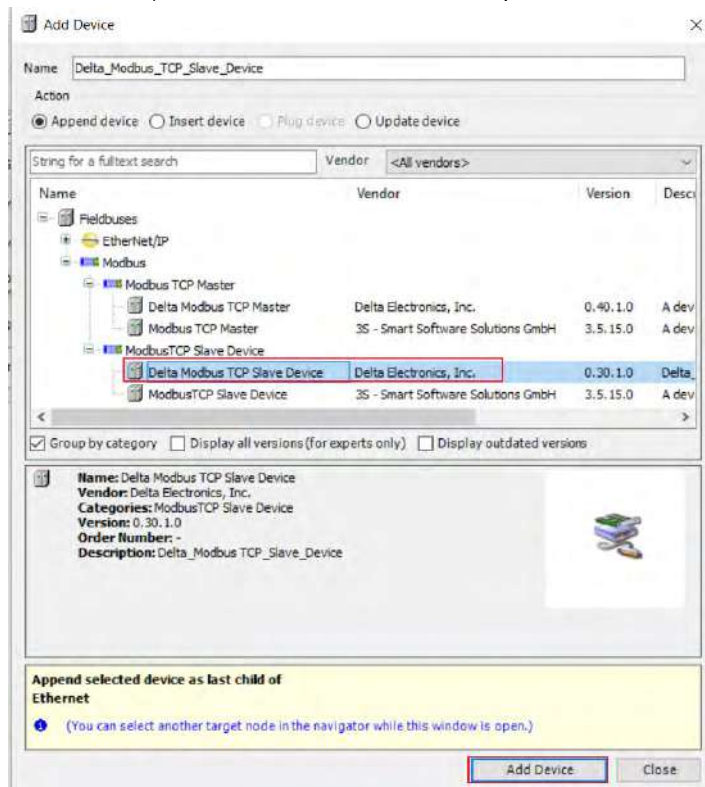 Add Device
Name Delta_Modbus_TCP_Slave_Device
Action
Append device Insert device Plug device Update device
String for a fulltext search Vendor <All vendors>
Name Vendor Version Descri
Fieldbuses
EtherNet/IP
Modbus
Modbus TCP Master
Delta Modbus TCP Master Delta Electronics, Inc. 0.40.1.0 A dev
Modbus TCP Master 3S - Smart Software Solutions GmbH 3.5.15.0 A dev
ModbusTCP Slave Device
Delta Modbus TCP Slave Device Delta Electronics, Inc. 0.30.1.0 Delta_
ModbusTCP Slave Device 3S - Smart Software Solutions GmbH 3.5.15.0 A dev
Group by category Display all versions (for experts only) Display outdated versions
Name: Delta Modbus TCP Slave Device
Vendor: Delta Electronics, Inc.
Categories: ModbusTCP Slave Device
Version: 0.30.1.0
Order Number: -
Description: Delta_Modbus TCP_Slave_Device
Append selected device as last child of
Ethernet
(You can select another target node in the navigator while this window is open.)
Add Device Close